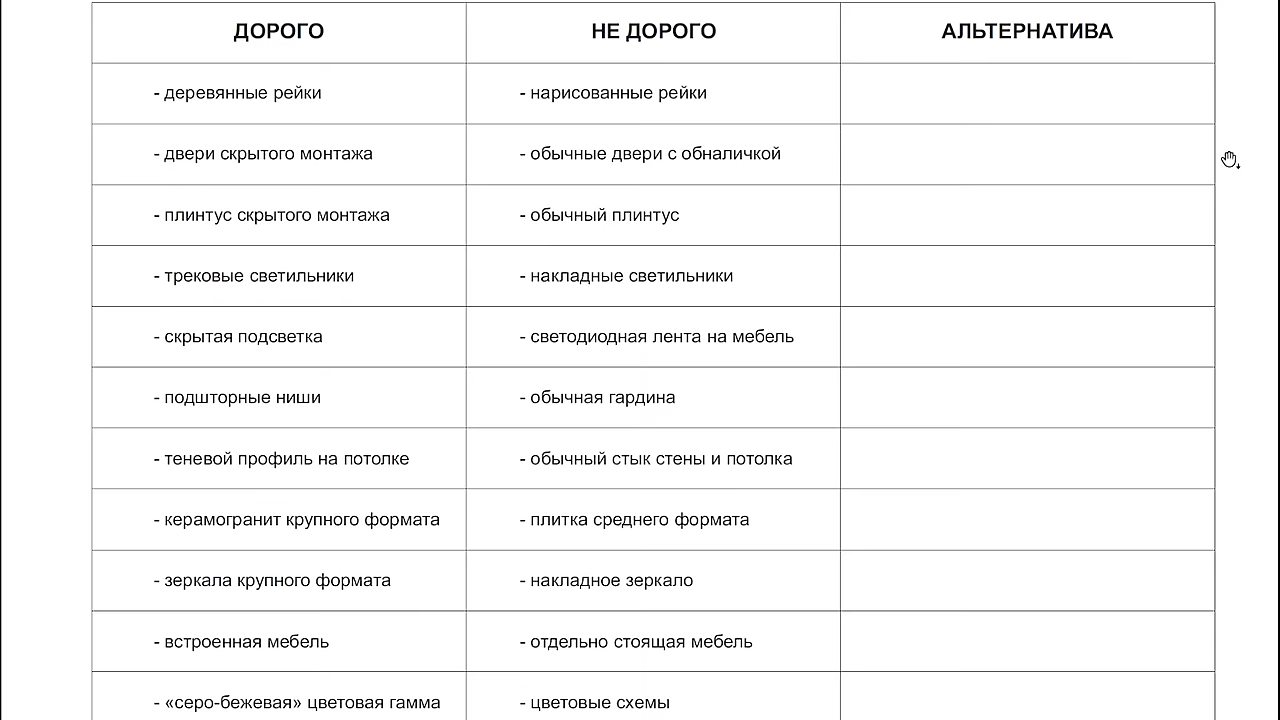 ДОРОГО НЕ ДОРОГО АЛЬТЕРНАТИВА
- деревянные рейки - нарисованные рейки
- двери скрытого монтажа - обычные двери с обналичкой
- плинтус скрытого монтажа - обычный плинтус
- трековые светильники - накладные светильники
- скрытая подсветка - светодиодная лента на мебель
- подшторные ниши - обычная гардина
- теневой профиль на потолке - обычный стык стены и потолка
- керамогранит крупного формата - плитка среднего формата
- зеркала крупного формата - накладное зеркало
- встроенная мебель - отдельно стоящая мебель
- «серо-бежевая» цветовая гамма - цветовые схемы